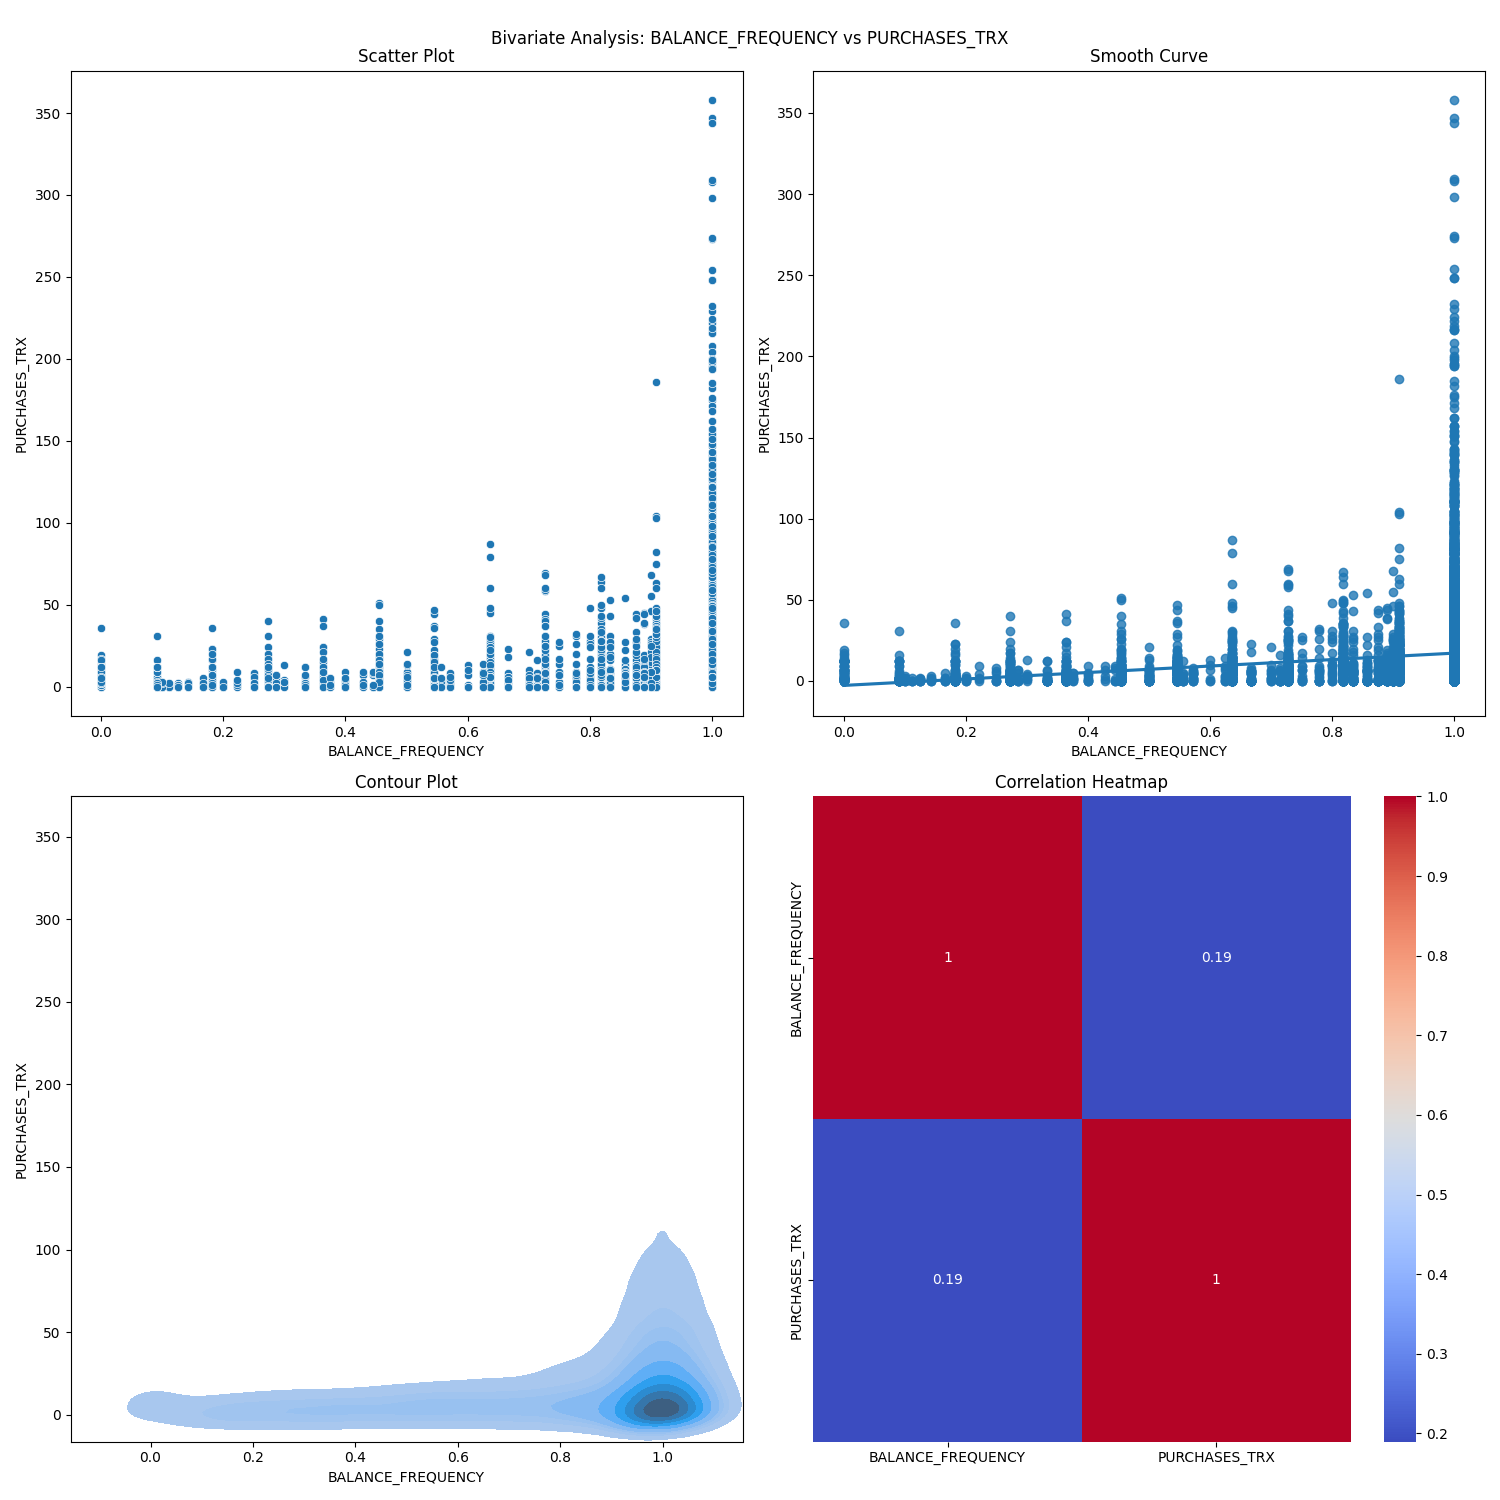 Bivariate Analysis: BALANCE_FREQUENCY vs PURCHASES_TRX
Scatter Plot
350
300
250
200
150
100
50
0
PURCHASES_TRX
0.0 0.2 0.4 0.6 0.8 1.0
BALANCE_FREQUENCY
Smooth Curve
350
300
250
200
150
100
50
0
PURCHASES_TRX
0.0 0.2 0.4 0.6 0.8 1.0
BALANCE_FREQUENCY
Contour Plot
350
300
250
200
150
100
50
0
PURCHASES_TRX
0.0 0.2 0.4 0.6 0.8 1.0
BALANCE_FREQUENCY
Correlation Heatmap
BALANCE_FREQUENCY
PURCHASES_TRX
1 0.19
0.19 1
BALANCE_FREQUENCY PURCHASES_TRX
1.0
0.9
0.8
0.7
0.6
0.5
0.4
0.3
0.2